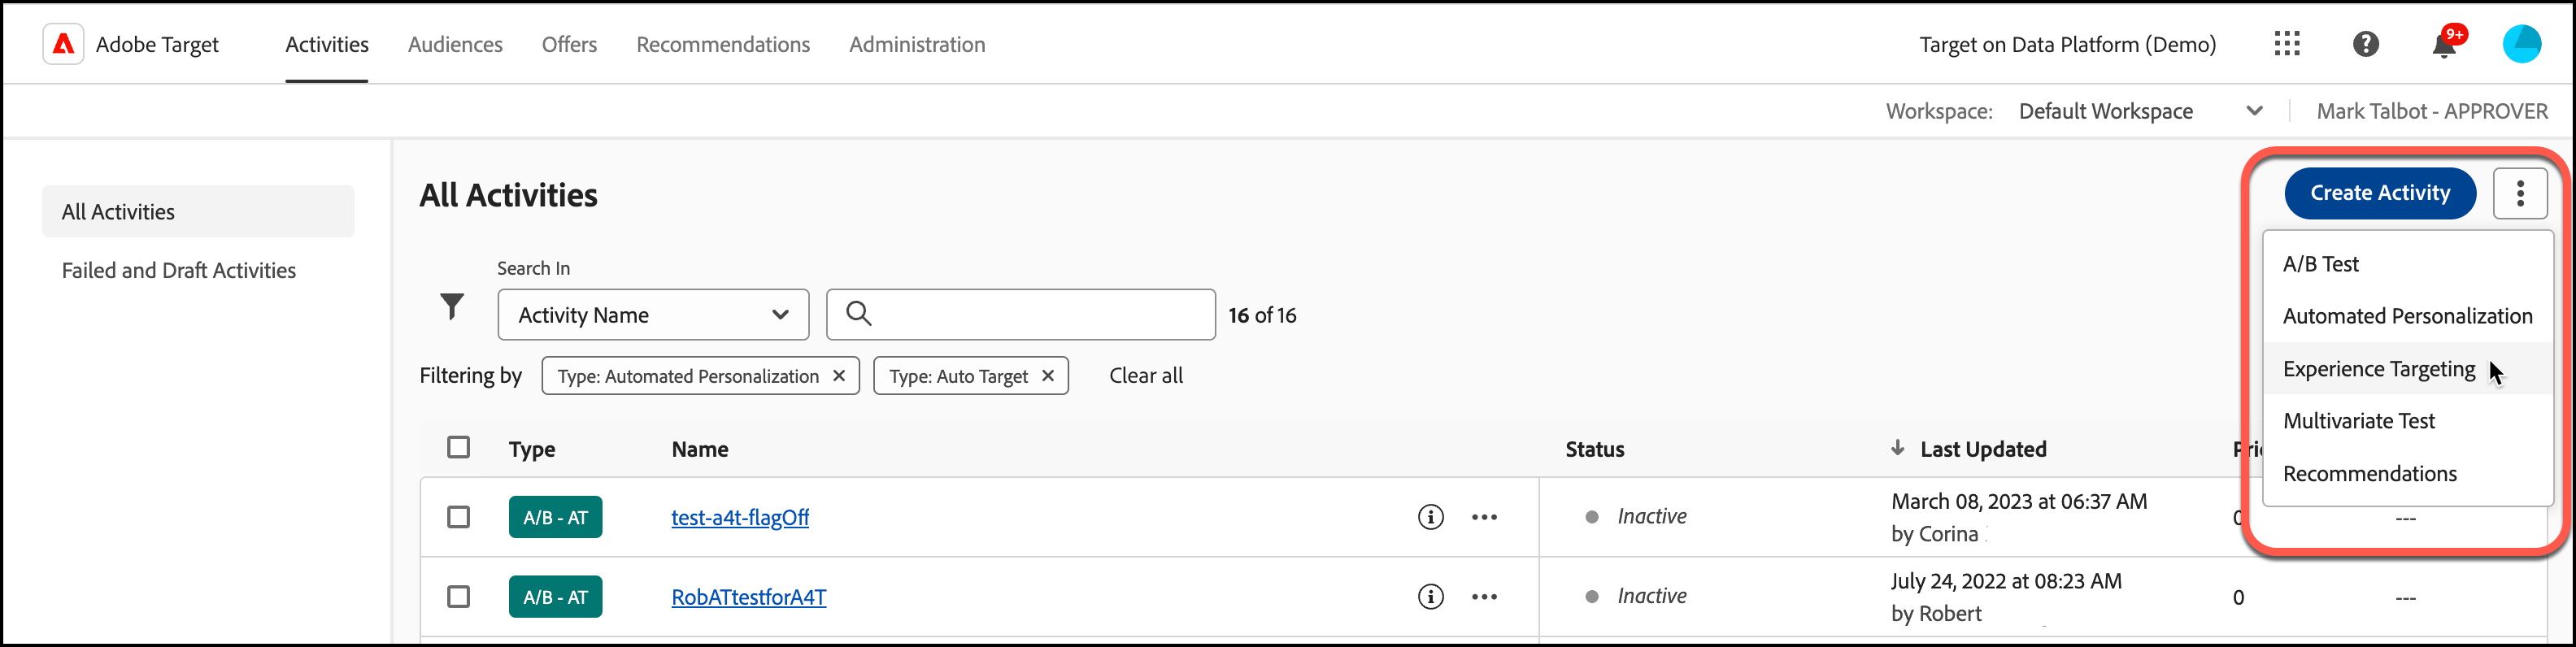 Adobe Target
Activities
Audiences
Offers
Recommendations
Administration
Target on Data Platform (Demo)
9+
Workspace:
Default Workspace
Mark Talbot - APPROVER
All Activities
Failed and Draft Activities
All Activities
Create Activity
A/B Test
Automated Personalization
Experience Targeting
Multivariate Test
Recommendations
Search In
Activity Name
16 of 16
Filtering by
Type: Automated Personalization
Type: Auto Target
Clear all
Type
Name
Status
Last Updated
A/B - AT
test-a4t-flagOff
Inactive
March 08, 2023 at 06:37 AM
by Corina
0
---
A/B - AT
RobATtestforA4T
Inactive
July 24, 2022 at 08:23 AM
by Robert
0
---